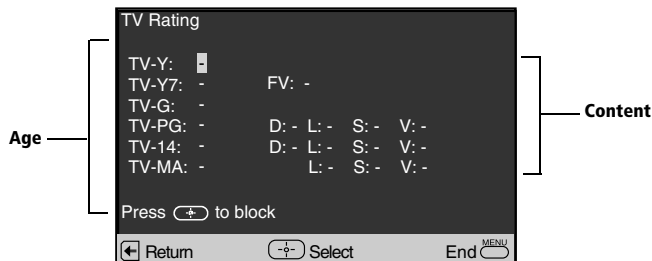 TV Rating
TV-Y: -
TV-Y7: - FV: -
TV-G: -
TV-PG: - D: - L: - S: - V: -
TV-14: - D: - L: - S: - V: -
TV-MA: - L: - S: - V: -
Age
Content
Press to block
Return Select End MENU